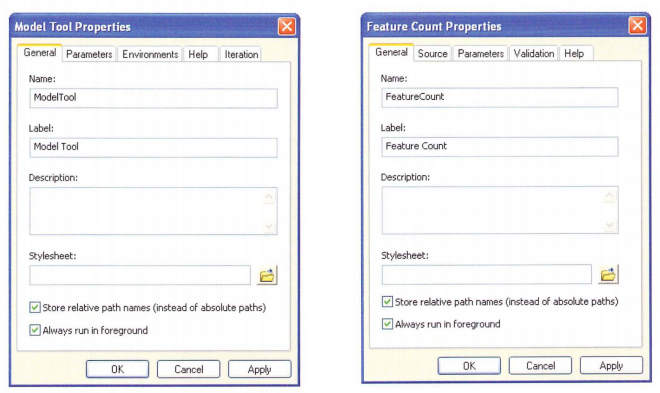 Model Tool Properties
General Parameters Environments Help Iteration
Name:
ModelTool
Label:
Model Tool
Description:
Stylesheet:
Store relative path names (instead of absolute paths)
Always run in foreground
OK Cancel Apply
Feature Count Properties
General Source Parameters Validation Help
Name:
FeatureCount
Label:
Feature Count
Description:
Stylesheet:
Store relative path names (instead of absolute paths)
Always run in foreground
OK Cancel Apply